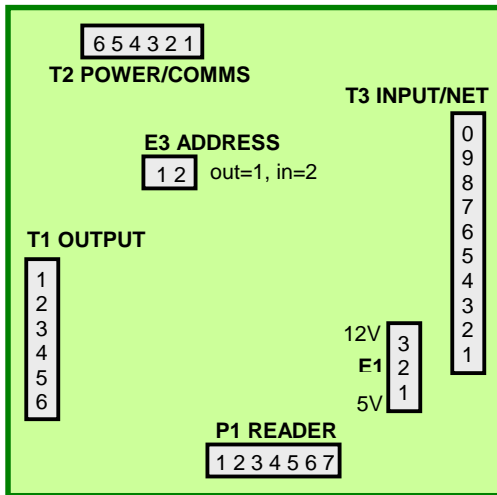 6 5 4 3 2 1
T2 POWER/COMMS
T3 INPUT/NET
0
9
8
7
6
5
4
3
2
1
E3 ADDRESS
1 2 out=1, in=2
T1 OUTPUT
1
2
3
4
5
6
12V
E1
5V
3
2
1
P1 READER
1 2 3 4 5 6 7